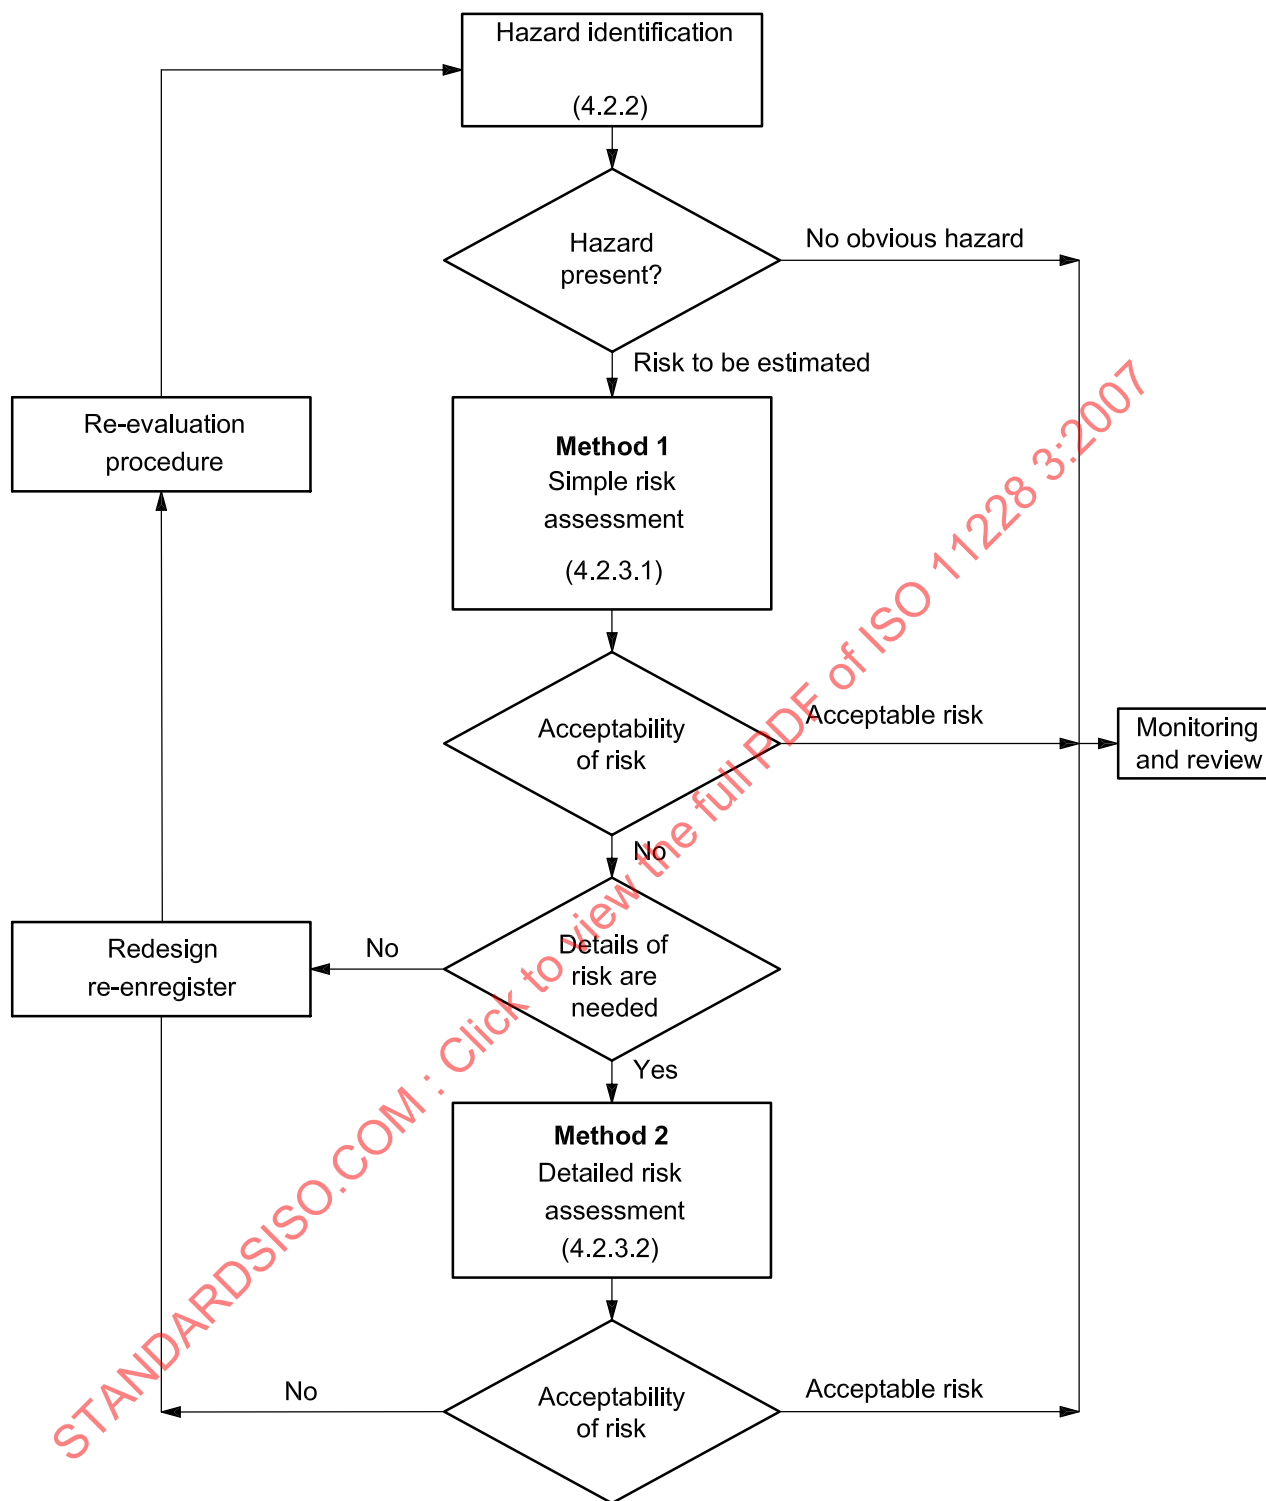 Hazard identification
(4.2.2)
Hazard
present?
No obvious hazard
Risk to be estimated
Re-evaluation
procedure
Method 1
Simple risk
assessment
(4.2.3.1)
Acceptability
of risk
Acceptable risk
Monitoring
and review
No
Details of
risk are
needed
No
Redesign
re-enregister
Yes
Method 2
Detailed risk
assessment
(4.2.3.2)
Acceptability
of risk
No
Acceptable risk
STANDARDSISO.COM : Click to view the full PDF of ISO 11228 3:2007